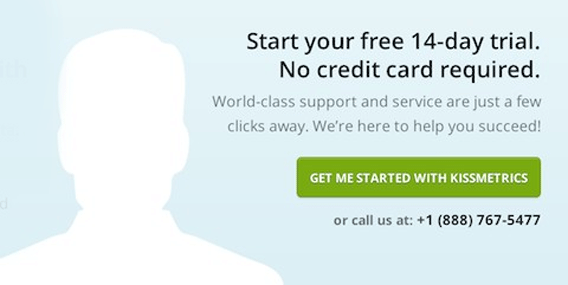 Start your free 14-day trial.
No credit card required.
World-class support and service are just a few
clicks away. We're here to help you succeed!
GET ME STARTED WITH KISSMETRICS
or call us at: +1 (888) 767-5477